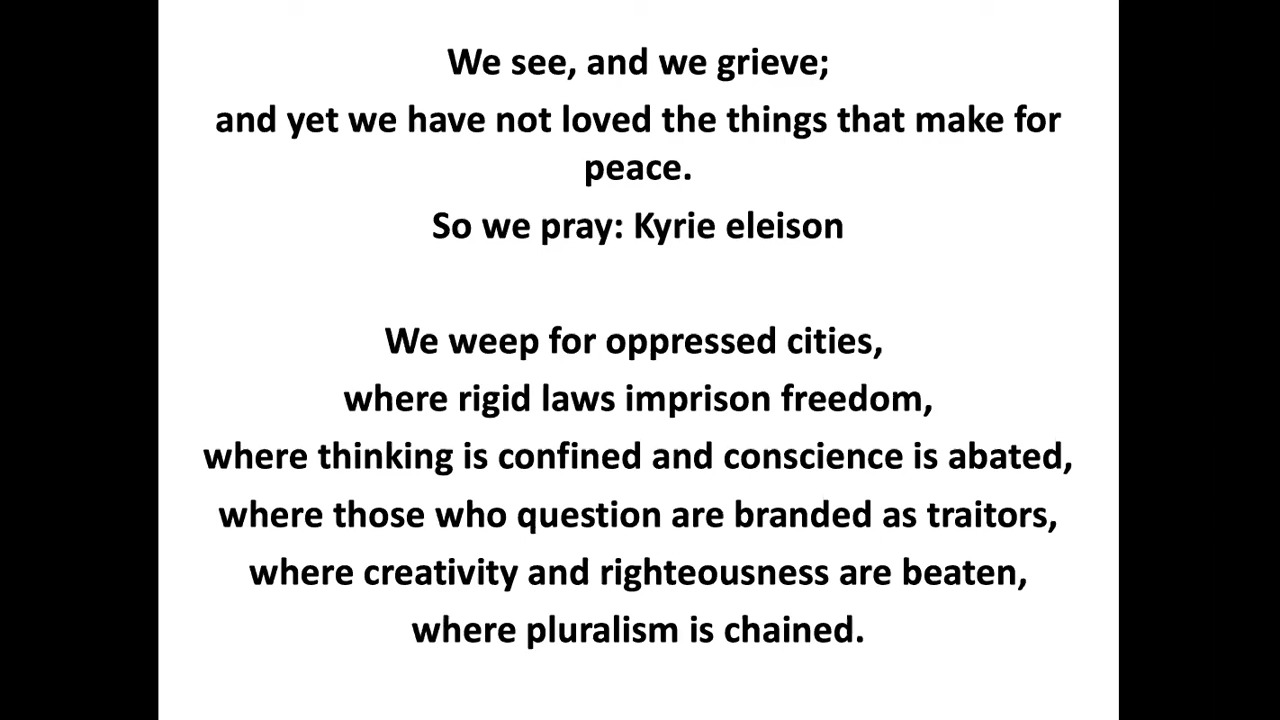 We see, and we grieve;
and yet we have not loved the things that make for
peace.
So we pray: Kyrie eleison
We weep for oppressed cities,
where rigid laws imprison freedom,
where thinking is confined and conscience is abated,
where those who question are branded as traitors,
where creativity and righteousness are beaten,
where pluralism is chained.